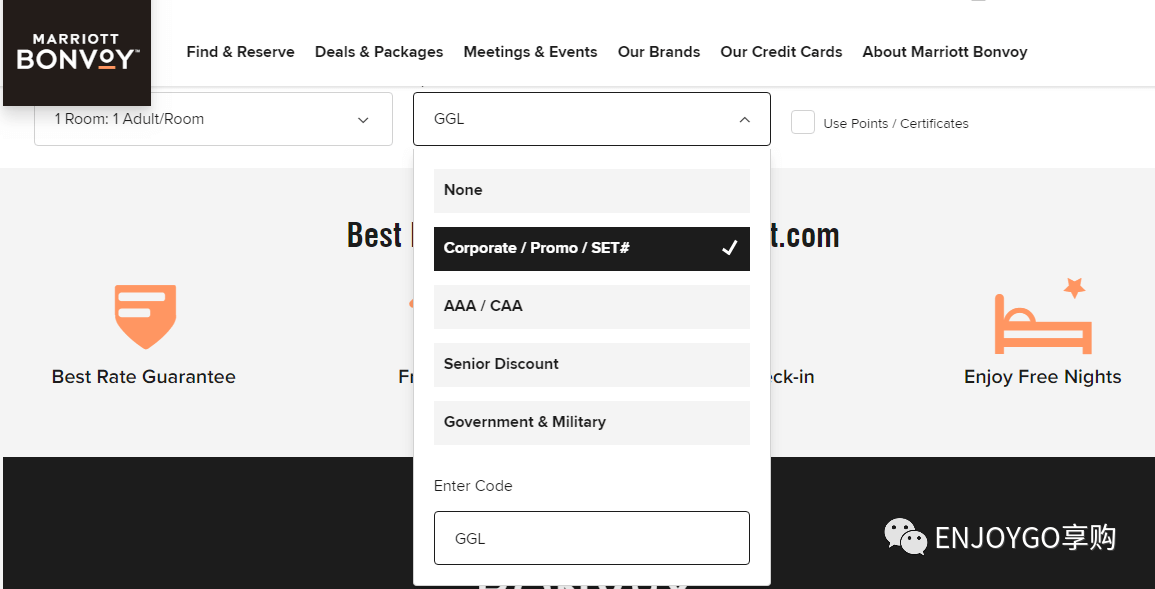 MARRIOTT
BONVOY™
Find & Reserve
Deals & Packages
Meetings & Events
Our Brands
Our Credit Cards
About Marriott Bonvoy
1 Room: 1 Adult/Room
GGL
Use Points / Certificates
None
Best
t.com
Corporate / Promo / SET#
AAA / CAA
Senior Discount
Government & Military
Best Rate Guarantee
Fr
ck-in
Enjoy Free Nights
Enter Code
GGL
ENJOYGO享购